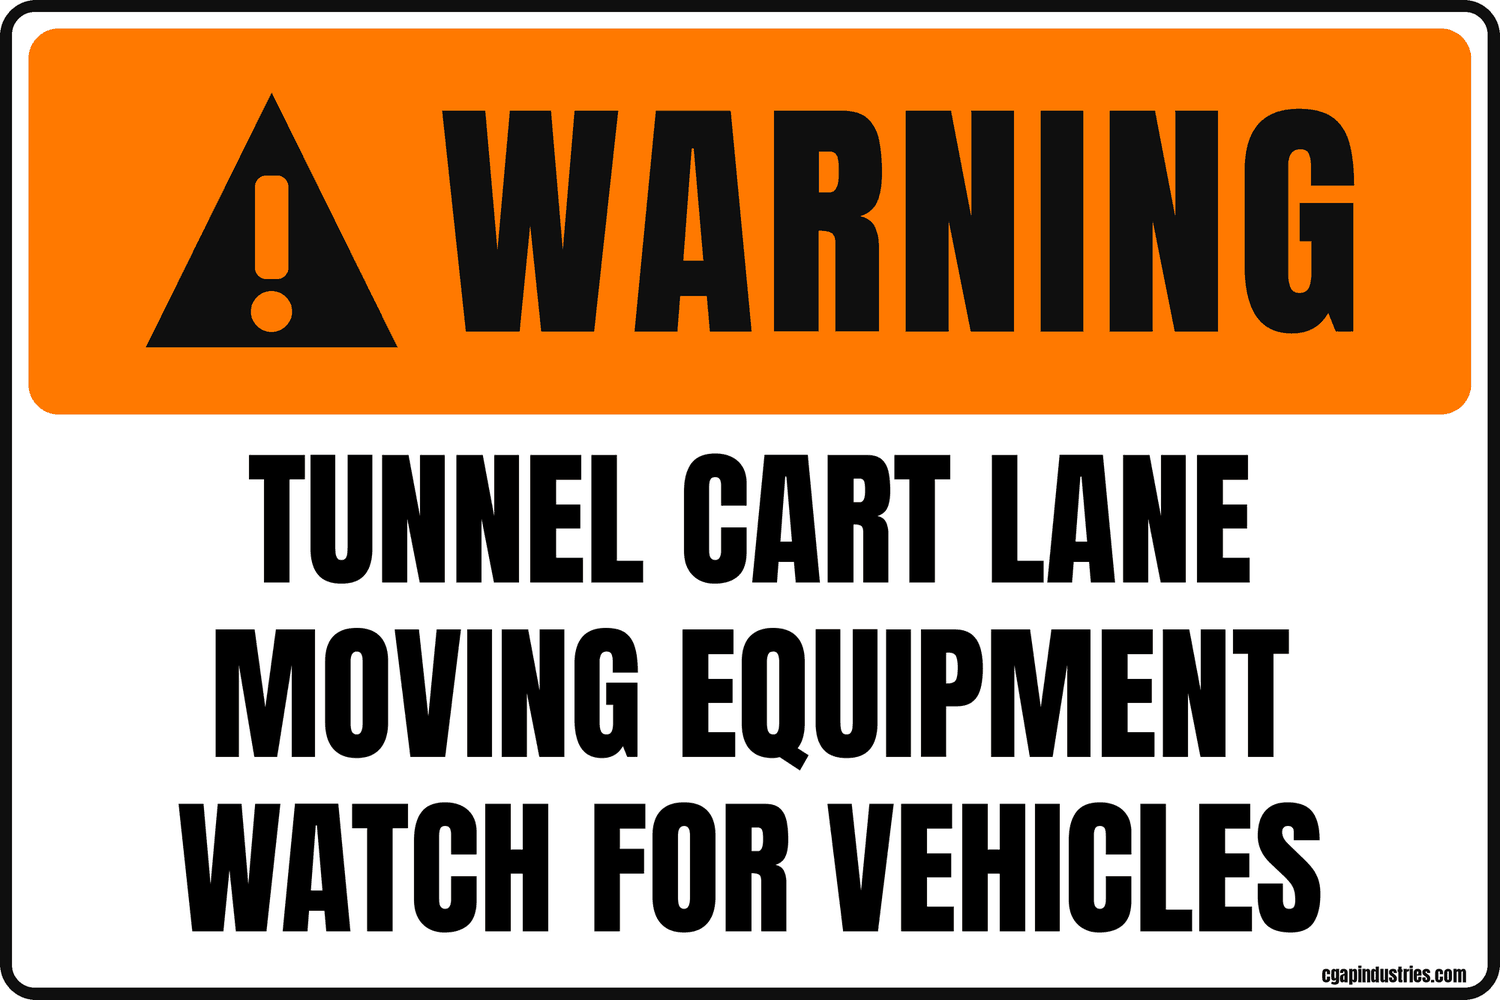 WARNING
TUNNEL CART LANE
MOVING EQUIPMENT
WATCH FOR VEHICLES
cgapindustries.com